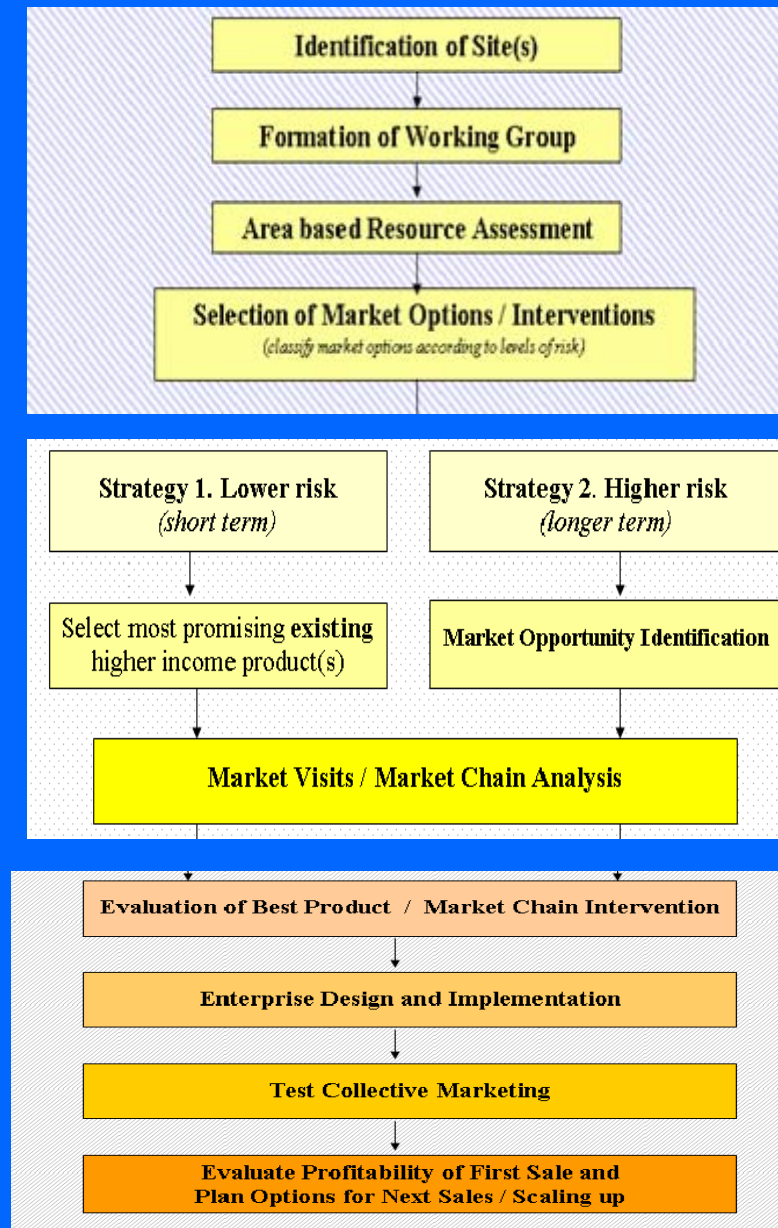 Identification of Site(s)
Formation of Working Group
Area based Resource Assessment
Selection of Market Options / Interventions
(classify market options according to levels of risk)
Strategy 1. Lower risk
(short term)
Strategy 2. Higher risk
(longer term)
Select most promising existing
higher income product(s)
Market Opportunity Identification
Market Visits / Market Chain Analysis
Evaluation of Best Product / Market Chain Intervention
Enterprise Design and Implementation
Test Collective Marketing
Evaluate Profitability of First Sale and
Plan Options for Next Sales / Scaling up